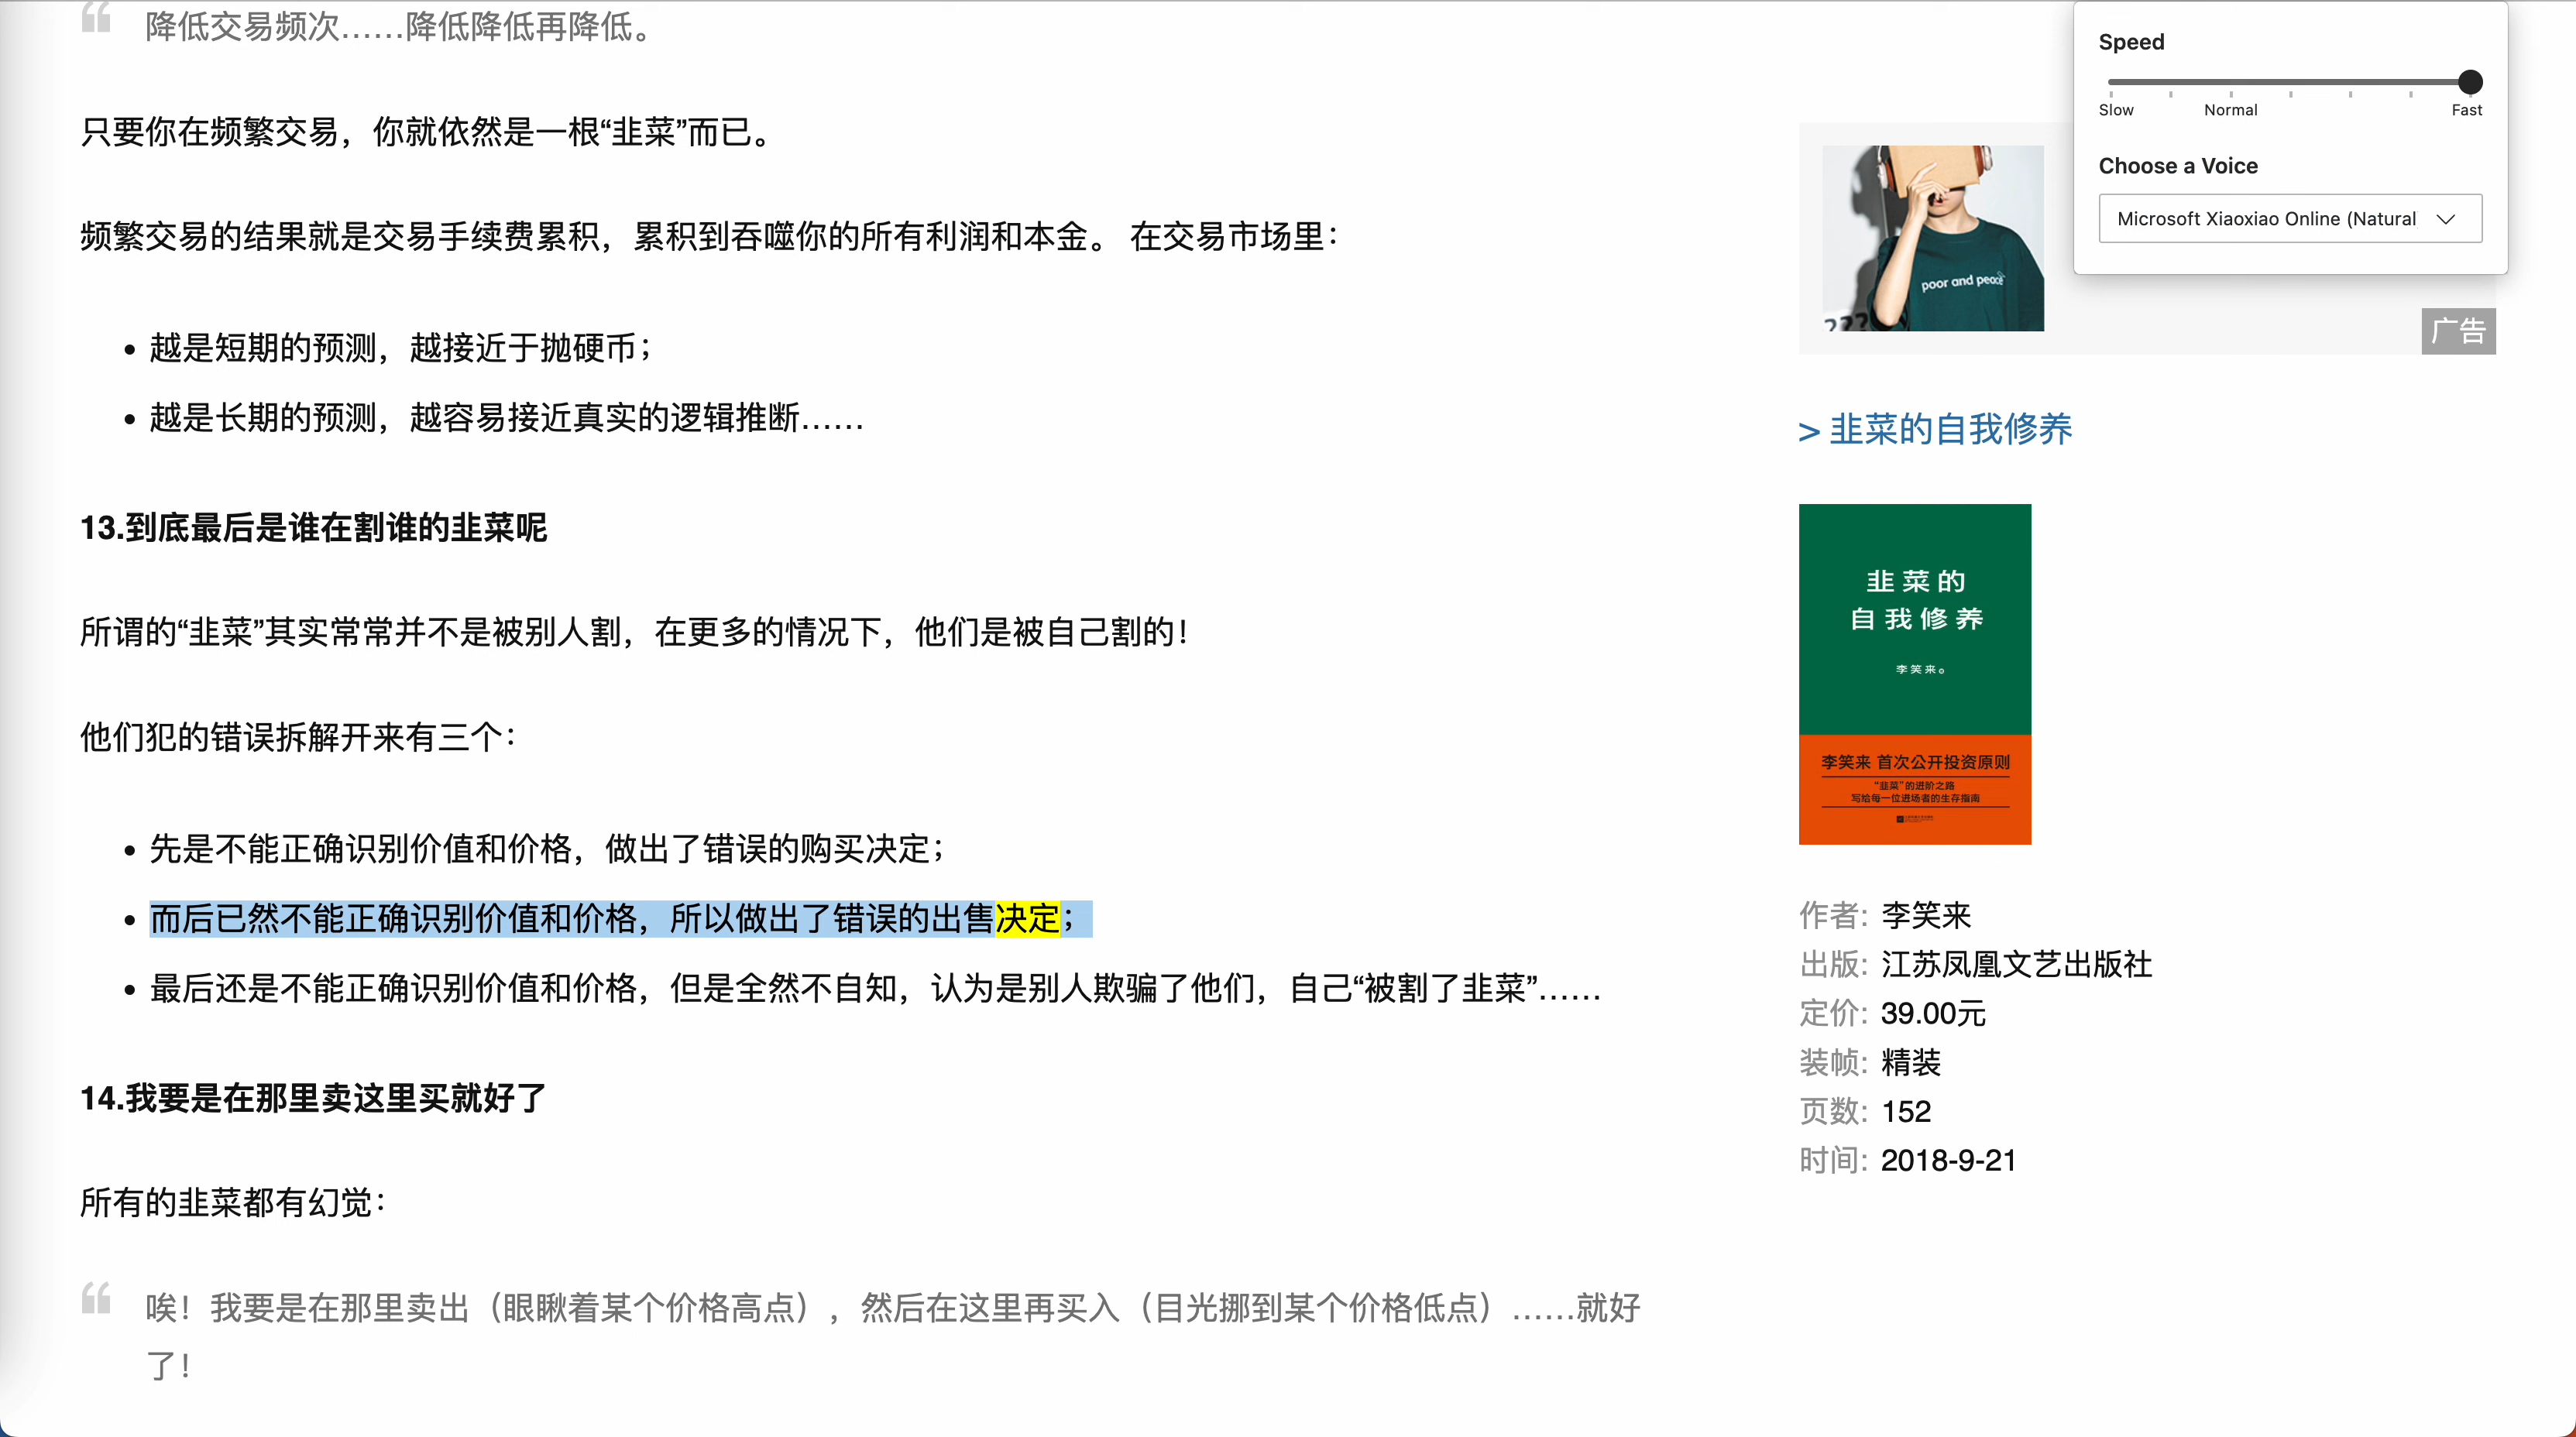 降低交易频次……降低降低再降低。
只要你在频繁交易，你就依然是一根“韭菜”而已。
频繁交易的结果就是交易手续费累积，累积到吞噬你的所有利润和本金。 在交易市场里：
• 越是短期的预测，越接近于抛硬币；
• 越是长期的预测，越容易接近真实的逻辑推断……
13.到底最后是谁在割谁的韭菜呢
所谓的“韭菜”其实常常并不是被别人割，在更多的情况下，他们是被自己割的！
他们犯的错误拆解开来有三个：
• 先是不能正确识别价值和价格，做出了错误的购买决定；
• 而后已然不能正确识别价值和价格，所以做出了错误的出售决定；
• 最后还是不能正确识别价值和价格，但是全然不自知，认为是别人欺骗了他们，自己“被割了韭菜”……
14.我要是在那里卖这里买就好了
所有的韭菜都有幻觉：
唉！我要是在那里卖出（眼瞅着某个价格高点），然后在这里再买入（目光挪到某个价格低点）……就好
了！
Speed
Slow
Normal
Fast
Choose a Voice
Microsoft Xiaoxiao Online (Natural
poor and peace
???
广告
> 韭菜的自我修养
韭菜的
自我修养
李笑来。
李笑来 首次公开投资原则
“韭菜”的进阶之路
写给每一位进场者的生存指南
作者: 李笑来
出版: 江苏凤凰文艺出版社
定价: 39.00元
装帧: 精装
页数: 152
时间: 2018-9-21